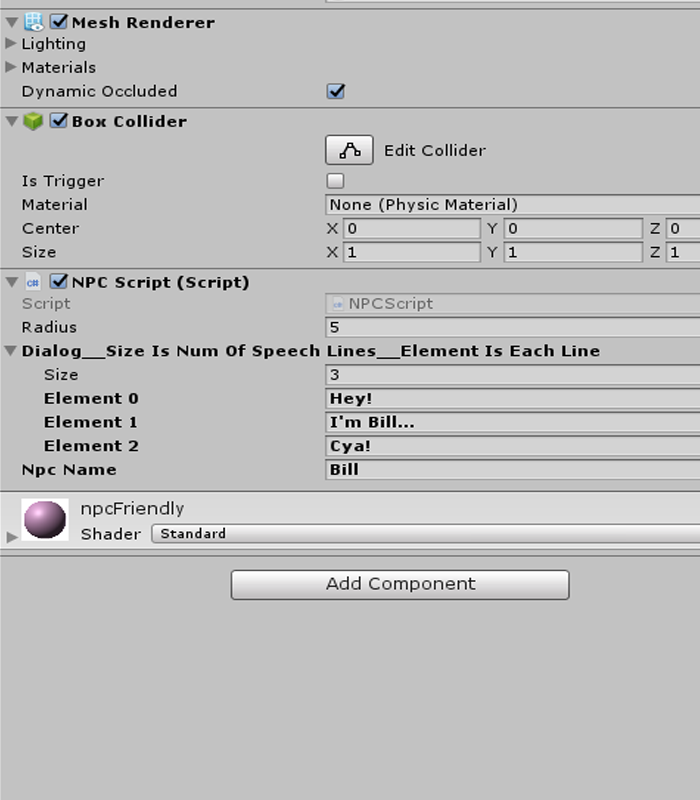 Mesh Renderer
Lighting
Materials
Dynamic Occluded
Box Collider
Edit Collider
Is Trigger
Material None (Physic Material)
Center X 0 Y 0 Z 0
Size X 1 Y 1 Z 1
c# NPC Script (Script)
Script NPCScript
Radius 5
Dialog__Size Is Num Of Speech Lines__Element Is Each Line
Size 3
Element 0 Hey!
Element 1 I'm Bill...
Element 2 Cya!
Npc Name Bill
npcFriendly
Shader Standard
Add Component